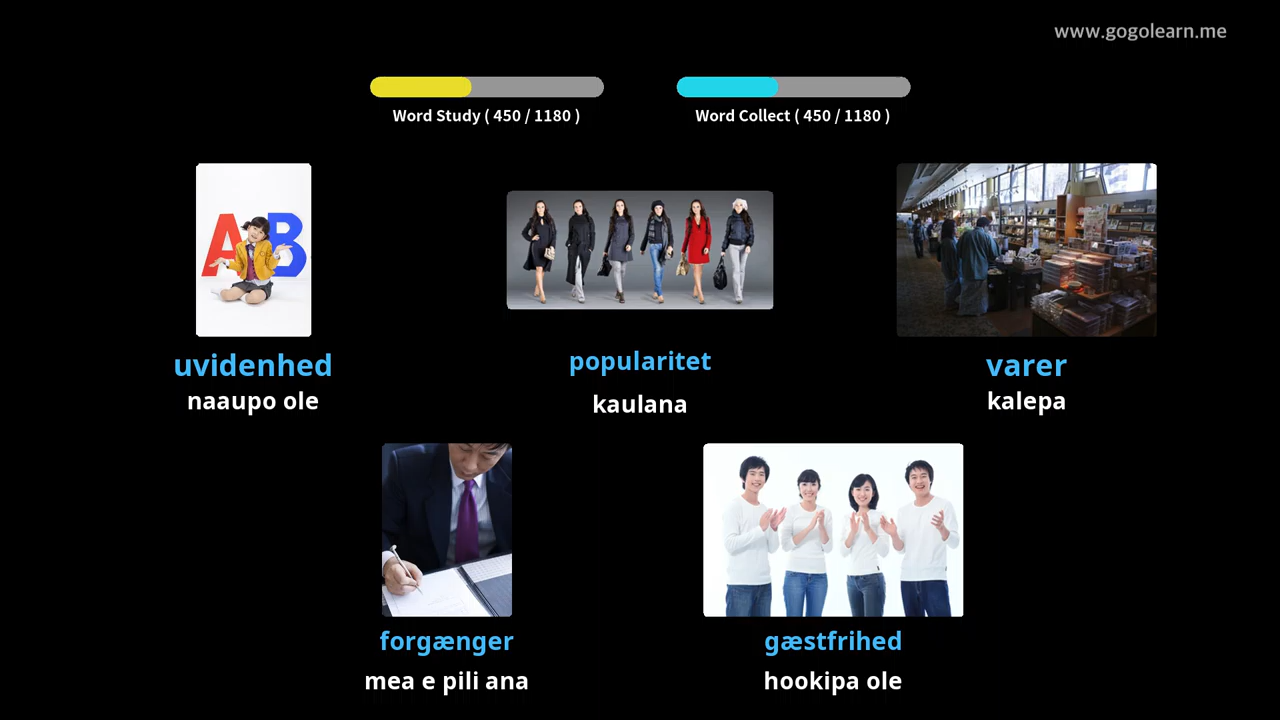 www.gogolearn.me
Word Study ( 450 / 1180 )
Word Collect ( 450 / 1180 )
AB
uvidenhed
naaupo ole
popularitet
kaulana
varer
kalepa
forgænger
mea e pili ana
gæstfrihed
hookipa ole